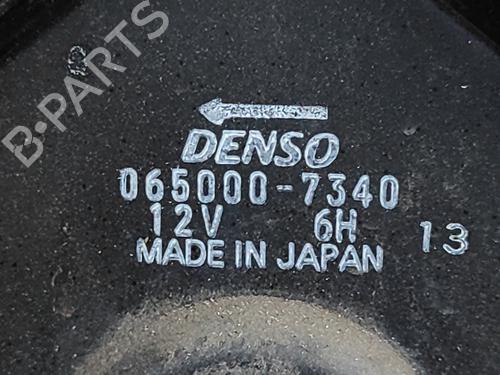 B-PARTS
DENSO
065000-7340
12V 6H 13
MADE IN JAPAN